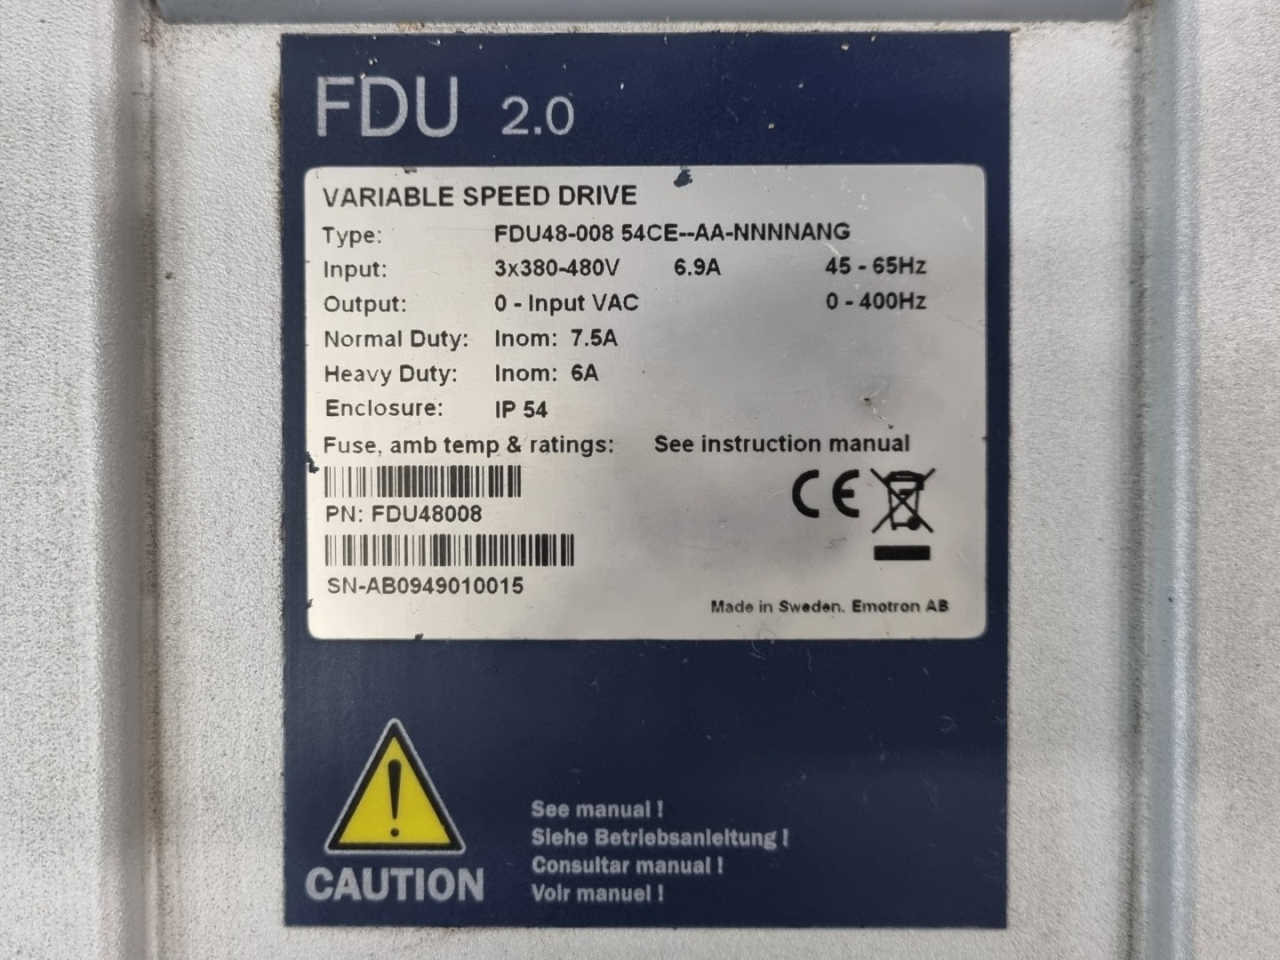 FDU 2.0
VARIABLE SPEED DRIVE
Type: FDU48-008 54CE--AA-NNNNANG
Input: 3x380-480V 6.9A 45 - 65Hz
Output: 0 - Input VAC 0 - 400Hz
Normal Duty: Inom: 7.5A
Heavy Duty: Inom: 6A
Enclosure: IP 54
Fuse, amb temp & ratings: See instruction manual
CE
PN: FDU48008
SN-AB0949010015
Made in Sweden. Emotron AB
See manual !
Siehe Betriebsanleitung !
Consultar manual !
Voir manuel !
CAUTION